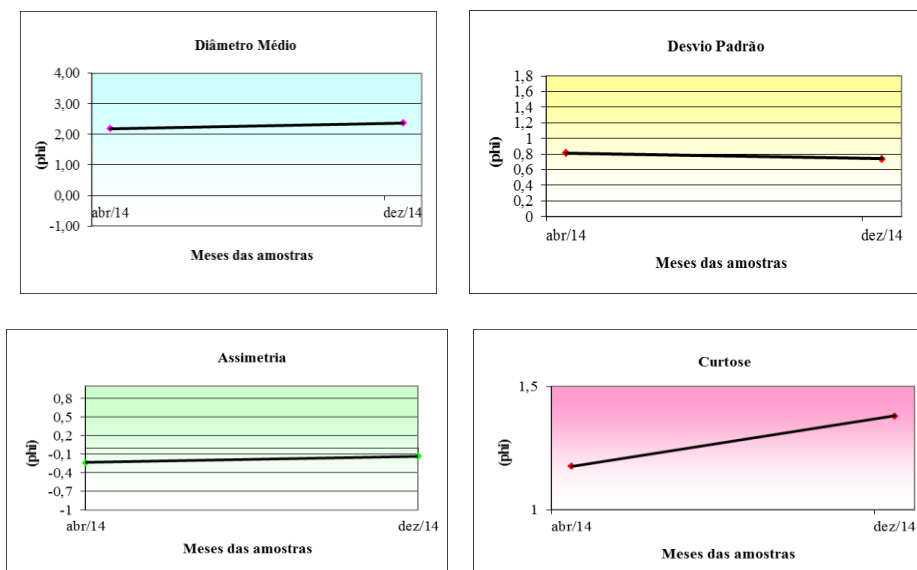 Diâmetro Médio
4,00
3,00
2,00
1,00
0,00
-1,00
(phi)
abr/14 dez/14
Meses das amostras
Desvio Padrão
1,8
1,6
1,4
1,2
1
0,8
0,6
0,4
0,2
0
(phi)
abr/14 dez/14
Meses das amostras
Assimetria
0,8
0,5
0,2
-0,1
-0,4
-0,7
-1
(phi)
abr/14 dez/14
Meses das amostras
Curtose
1,5
1
(phi)
abr/14 dez/14
Meses das amostras